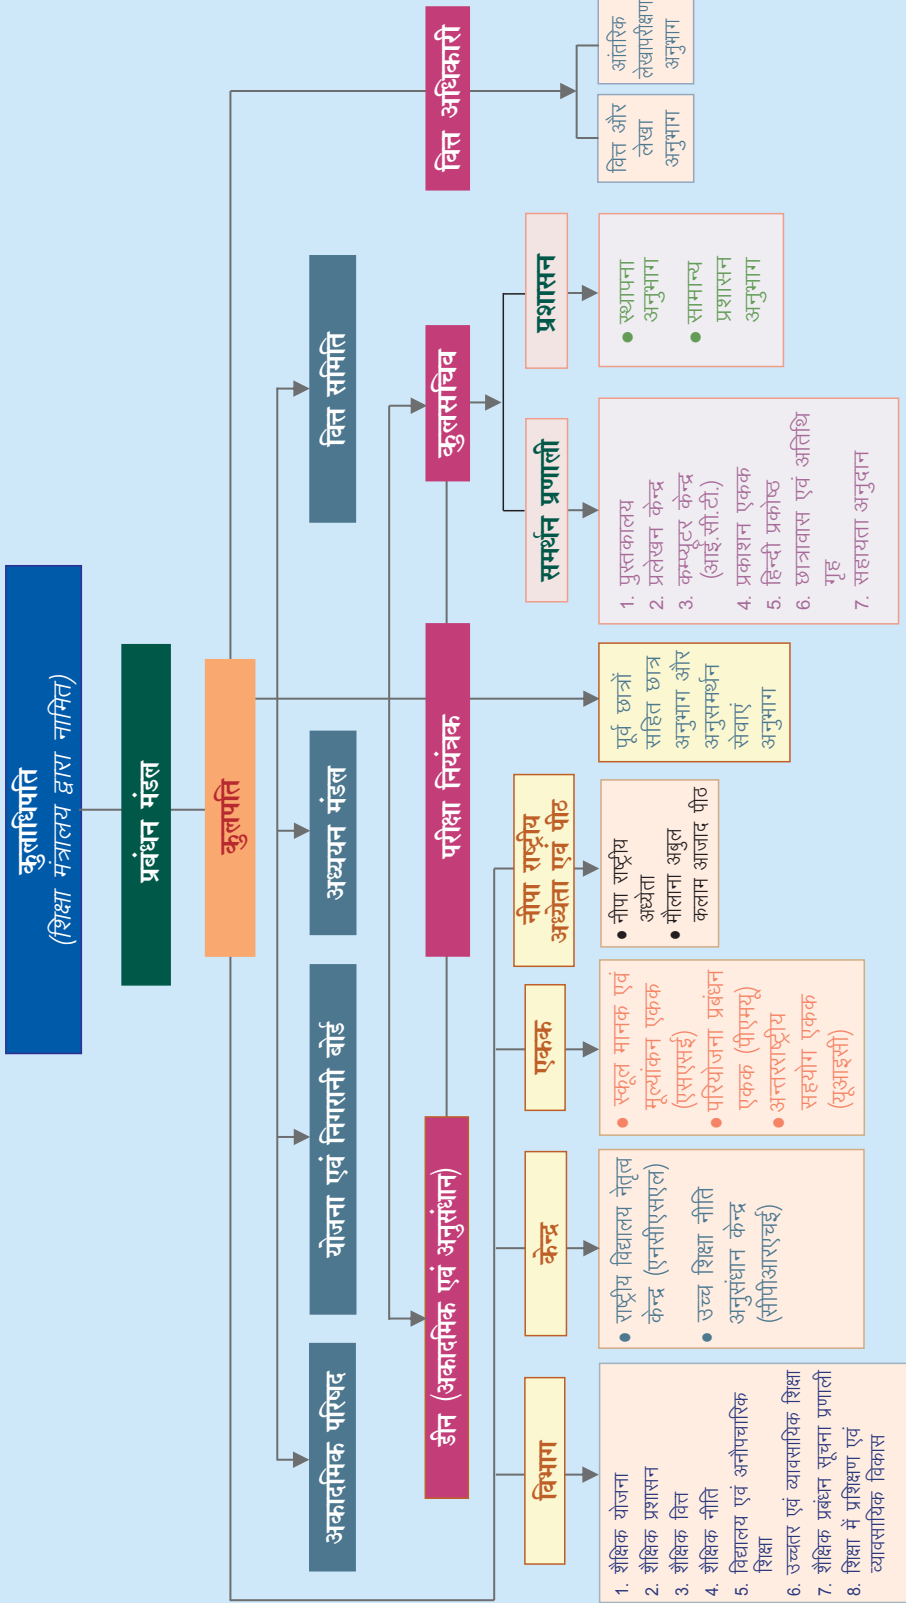 कुलाधिपति
(शिक्षा मंत्रालय द्वारा नामित)
प्रबंधन मंडल
कुलपति
अकादमिक परिषद
योजना एवं निगरानी बोर्ड
अध्ययन मंडल
वित्त समिति
डीन (अकादमिक एवं अनुसंधान)
परीक्षा नियंत्रक
कुलसचिव
वित्त अधिकारी
विभाग
1. शैक्षिक योजना
2. शैक्षिक प्रशासन
3. शैक्षिक वित्त
4. शैक्षिक नीति
5. विद्यालय एवं अनौपचारिक
शिक्षा
6. उच्चतर एवं व्यावसायिक शिक्षा
7. शैक्षिक प्रबंधन सूचना प्रणाली
8. शिक्षा में प्रशिक्षण एवं
व्यावसायिक विकास
केन्द्र
• राष्ट्रीय विद्यालय नेतृत्व
केन्द्र (एनसीएसएल)
• उच्च शिक्षा नीति
अनुसंधान केन्द्र
(सीपीआरएचई)
एकक
• स्कूल मानक एवं
मूल्यांकन एकक
(एसएसई)
• परियोजना प्रबंधन
एकक (पीएमयू)
• अन्तरराष्ट्रीय
सहयोग एकक
(यूआइसी)
नीपा राष्ट्रीय
अध्येता एवं पीठ
• नीपा राष्ट्रीय
अध्येता
• मौलाना अबुल
कलाम आजाद पीठ
पूर्व छात्रों
सहित छात्र
अनुभाग और
अनुसमर्थन
सेवाएं
अनुभाग
समर्थन प्रणाली
1. पुस्तकालय
2. प्रलेखन केन्द्र
3. कम्प्यूटर केन्द्र
(आई.सी.टी.)
4. प्रकाशन एकक
5. हिन्दी प्रकोष्ठ
6. छात्रावास एवं अतिथि
गृह
7. सहायता अनुदान
प्रशासन
• स्थापना
अनुभाग
• सामान्य
प्रशासन
अनुभाग
वित्त और
लेखा
अनुभाग
आंतरिक
लेखापरीक्षण
अनुभाग